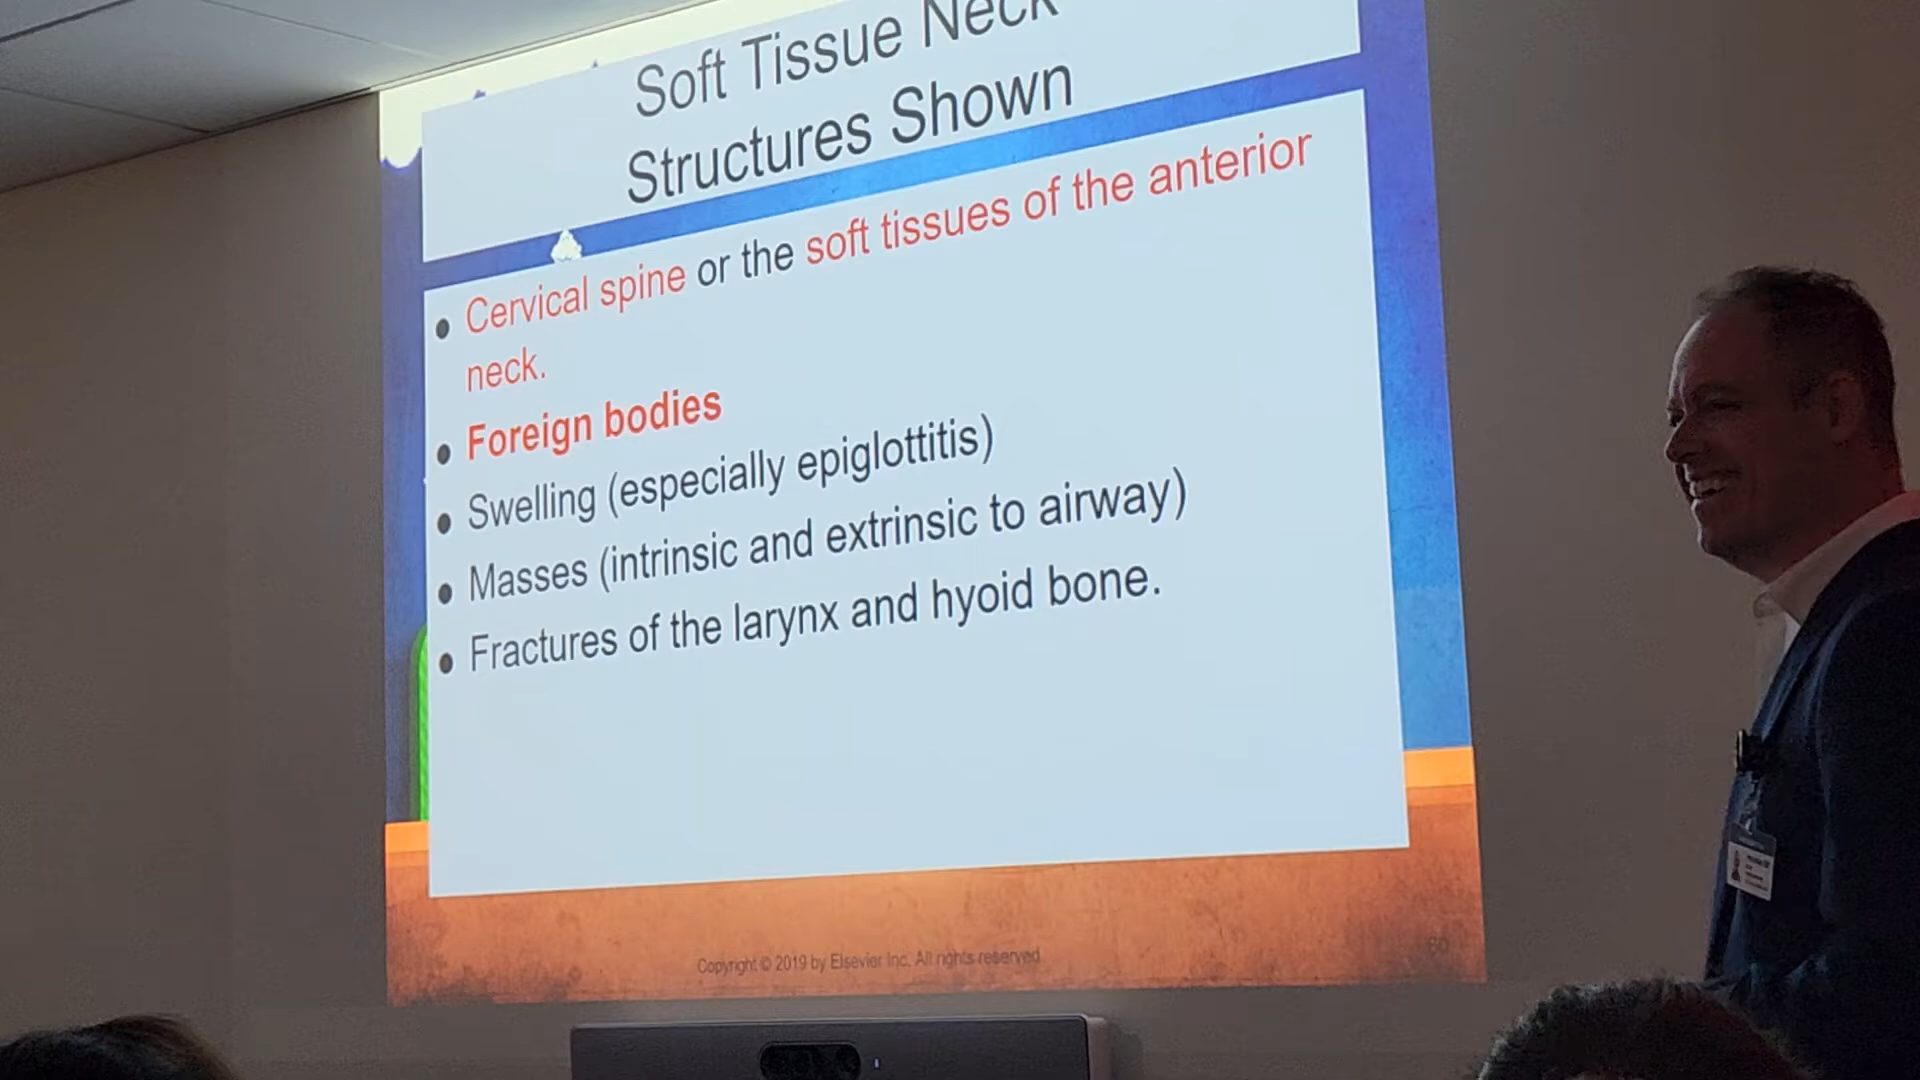 Soft Tissue Neck
Structures Shown
• Cervical spine or the soft tissues of the anterior
neck.
• Foreign bodies
• Swelling (especially epiglottitis)
• Masses (intrinsic and extrinsic to airway)
• Fractures of the larynx and hyoid bone.
Copyright © 2019 by Elsevier Inc. All rights reserved
60